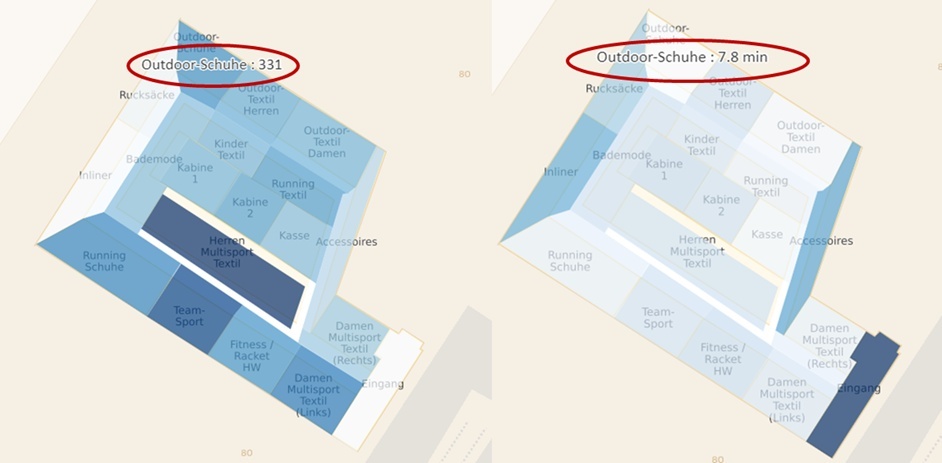 Outdoor-
Schuhe
Outdoor-Schuhe : 331
80
Rucksäcke
Outdoor-
Textil
Herren
Outdoor-
Textil
Damen
Kinder
Textil
Bademode
Kabine
1
Inliner
Running
Textil
Kabine
2
Kasse
Accessoires
Herren
Multisport
Textil
Running
Schuhe
Team-
Sport
Fitness /
Racket
HW
Damen
Multisport
Textil
(Rechts)
Damen
Multisport
Textil
(Links)
Eingang
80
Outdoor-
Schuhe
Outdoor-Schuhe : 7.8 min
Rucksäcke
Outdoor-
Textil
Herren
Outdoor-
Textil
Damen
Kinder
Textil
Bademode
Kabine
1
Inliner
Running
Textil
Kabine
2
Kasse
Accessoires
Herren
Multisport
Textil
Running
Schuhe
Team-
Sport
Fitness /
Racket
HW
Damen
Multisport
Textil
(Rechts)
Damen
Multisport
Textil
(Links)
Eingang
80